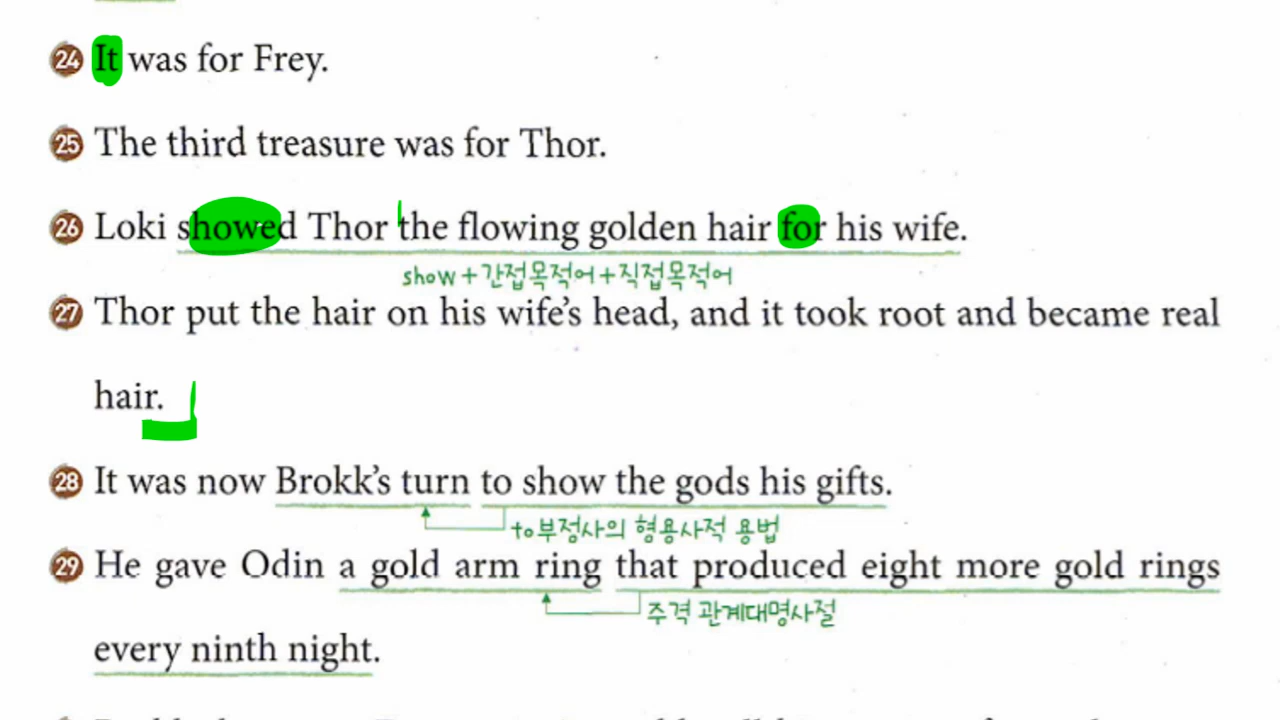 24 It was for Frey.
25 The third treasure was for Thor.
26 Loki showed Thor the flowing golden hair for his wife.
show+간접목적어+직접목적어
27 Thor put the hair on his wife's head, and it took root and became real
hair.
28 It was now Brokk's turn to show the gods his gifts.
to부정사의 형용사적 용법
29 He gave Odin a gold arm ring that produced eight more gold rings
주격 관계대명사절
every ninth night.